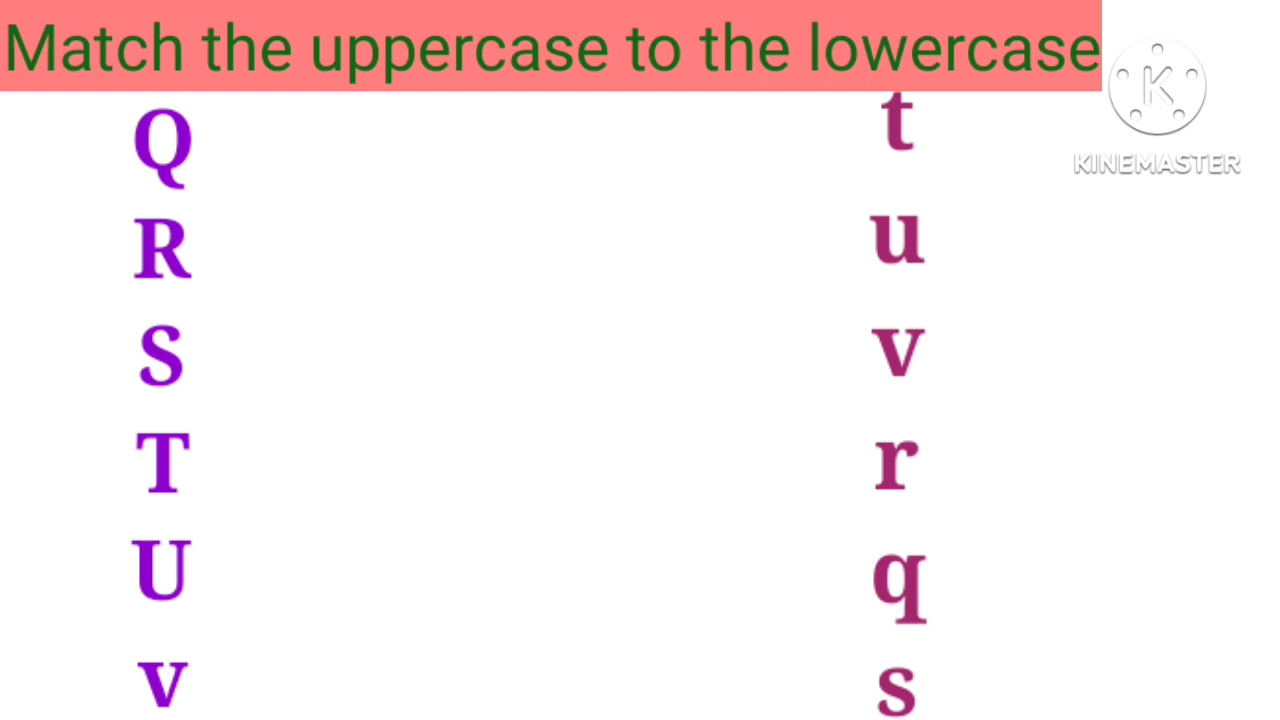 Match the uppercase to the lowercase
K
KINEMASTER
Q t
R u
S v
T r
U q
v s